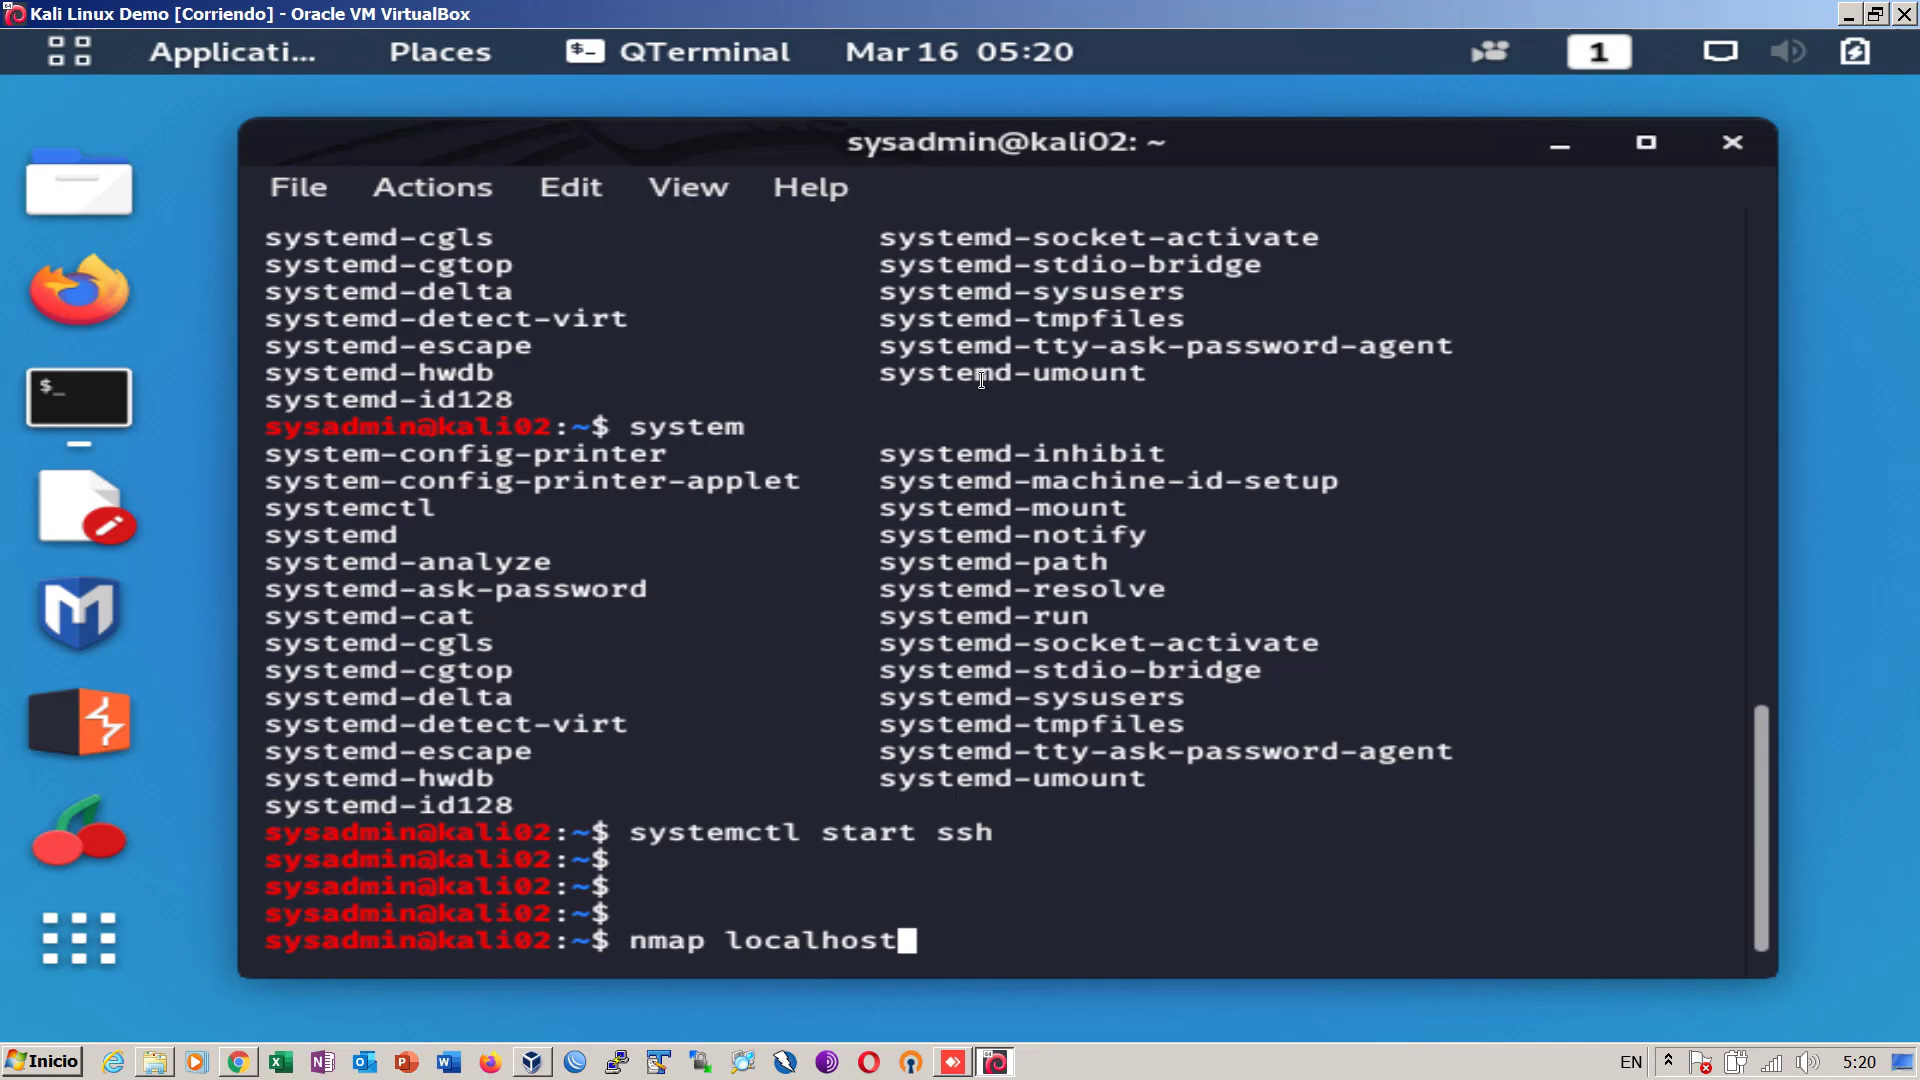 Kali Linux Demo [Corriendo] - Oracle VM VirtualBox
Applicati... Places $_ QTerminal Mar 16 05:20 1
sysadmin@kali02: ~
File Actions Edit View Help
systemd-cgls systemd-socket-activate
systemd-cgtop systemd-stdio-bridge
systemd-delta systemd-sysusers
systemd-detect-virt systemd-tmpfiles
systemd-escape systemd-tty-ask-password-agent
systemd-hwdb systemd-umount
systemd-id128
sysadmin@kali02:~$ system
system-config-printer systemd-inhibit
system-config-printer-applet systemd-machine-id-setup
systemctl systemd-mount
systemd systemd-notify
systemd-analyze systemd-path
systemd-ask-password systemd-resolve
systemd-cat systemd-run
systemd-cgls systemd-socket-activate
systemd-cgtop systemd-stdio-bridge
systemd-delta systemd-sysusers
systemd-detect-virt systemd-tmpfiles
systemd-escape systemd-tty-ask-password-agent
systemd-hwdb systemd-umount
systemd-id128
sysadmin@kali02:~$ systemctl start ssh
sysadmin@kali02:~$
sysadmin@kali02:~$
sysadmin@kali02:~$
sysadmin@kali02:~$ nmap localhost
$_
Inicio EN 5:20